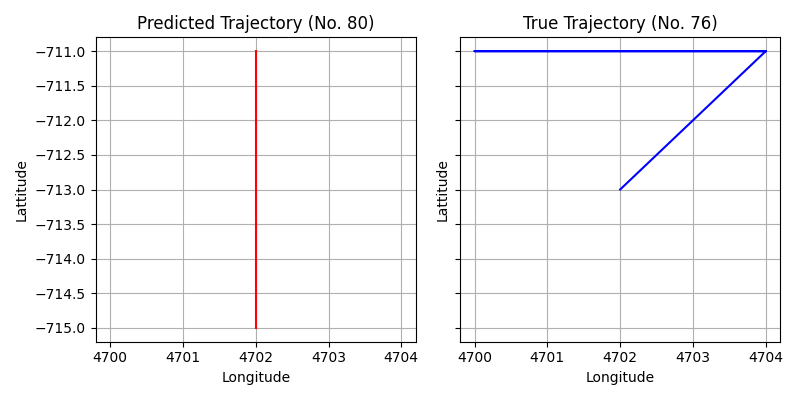 Predicted Trajectory (No. 80)
True Trajectory (No. 76)
Lattitude
−711.0
−711.5
−712.0
−712.5
−713.0
−713.5
−714.0
−714.5
−715.0
4700 4701 4702 4703 4704
Longitude
Lattitude
4700 4701 4702 4703 4704
Longitude